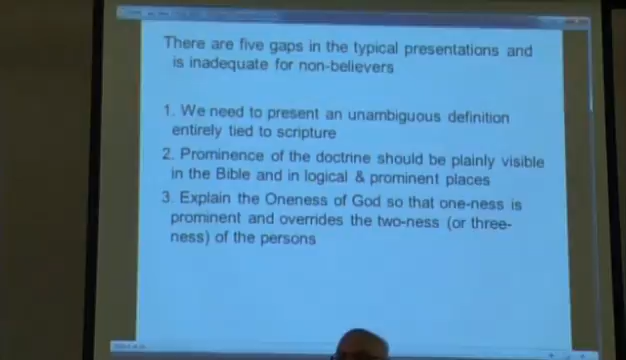 There are five gaps in the typical presentations and
is inadequate for non-believers
1. We need to present an unambiguous definition
entirely tied to scripture
2. Prominence of the doctrine should be plainly visible
in the Bible and in logical & prominent places
3. Explain the Oneness of God so that one-ness is
prominent and overrides the two-ness (or three-
ness) of the persons